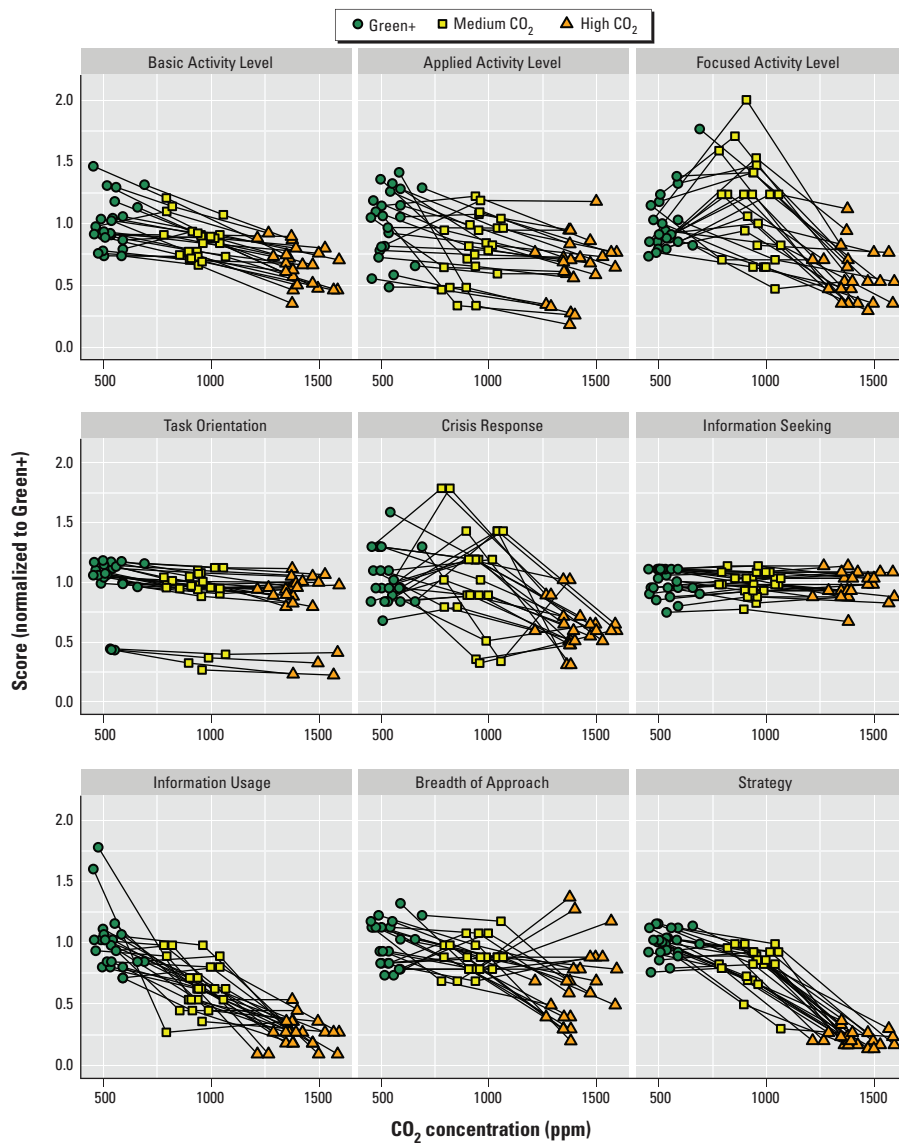 Green+ Medium CO₂ High CO₂
Basic Activity Level Applied Activity Level Focused Activity Level
2.0
1.5
1.0
0.5
0.0
500 1000 1500 500 1000 1500 500 1000 1500
Task Orientation Crisis Response Information Seeking
2.0
1.5
1.0
0.5
0.0
500 1000 1500 500 1000 1500 500 1000 1500
Score (normalized to Green+)
Information Usage Breadth of Approach Strategy
2.0
1.5
1.0
0.5
0.0
500 1000 1500 500 1000 1500 500 1000 1500
CO₂ concentration (ppm)